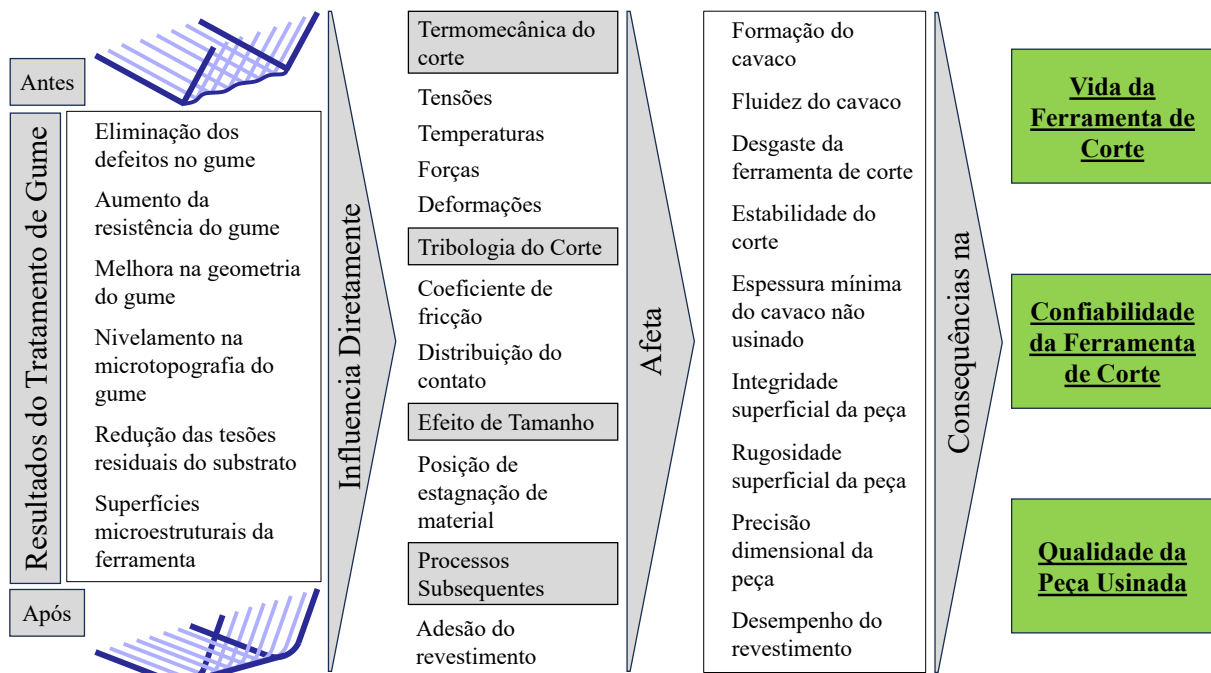 Antes
Resultados do Tratamento de Gume
Após
Eliminação dos
defeitos no gume
Aumento da
resistência do gume
Melhora na geometria
do gume
Nivelamento na
microtopografia do
gume
Redução das tesões
residuais do substrato
Superfícies
microestruturais da
ferramenta
Influencia Diretamente
Termomecânica do
corte
Tensões
Temperaturas
Forças
Deformações
Tribologia do Corte
Coeficiente de
fricção
Distribuição do
contato
Efeito de Tamanho
Posição de
estagnação de
material
Processos
Subsequentes
Adesão do
revestimento
Afeta
Formação do
cavaco
Fluidez do cavaco
Desgaste da
ferramenta de corte
Estabilidade do
corte
Espessura mínima
do cavaco não
usinado
Integridade
superficial da peça
Rugosidade
superficial da peça
Precisão
dimensional da
peça
Desempenho do
revestimento
Consequências na
Vida da
Ferramenta de
Corte
Confiabilidade
da Ferramenta
de Corte
Qualidade da
Peça Usinada